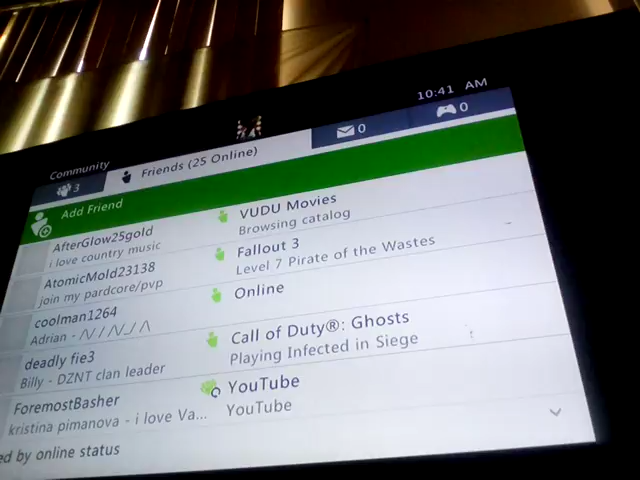 10:41 AM
Community
3
Friends (25 Online)
0
0
Add Friend
AfterGlow25gold
i love country music
VUDU Movies
Browsing catalog
AtomicMold23138
join my pardcore/pvp
Fallout 3
Level 7 Pirate of the Wastes
coolman1264
Adrian - /\/ / /\/_/ /\
Online
deadly fie3
Billy - DZNT clan leader
Call of Duty®: Ghosts
Playing Infected in Siege
ForemostBasher
kristina pimanova - i love Va...
YouTube
YouTube
ed by online status